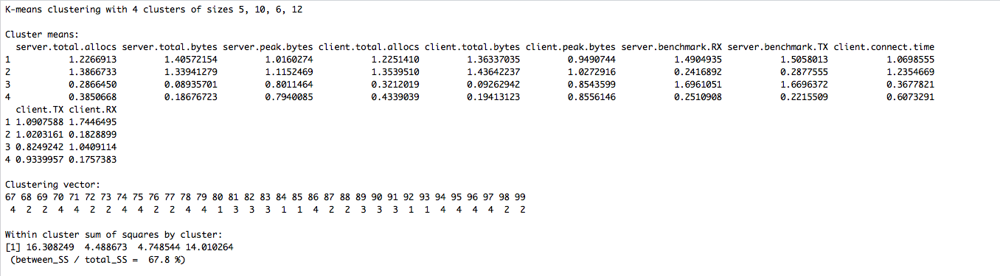 K-means clustering with 4 clusters of sizes 5, 10, 6, 12
Cluster means:
server.total.allocs server.total.bytes server.peak.bytes client.total.allocs client.total.bytes client.peak.bytes server.benchmark.RX server.benchmark.TX client.connect.time
1 1.2266913 1.40572154 1.0160274 1.2251410 1.36337035 0.9490744 1.4904935 1.5058013 1.0698555
2 1.3866733 1.33941279 1.1152469 1.3539510 1.43642237 1.0272916 0.2416892 0.2877555 1.2354669
3 0.2866450 0.08935701 0.8011464 0.3212019 0.09262942 0.8543599 1.6961051 1.6696372 0.3677821
4 0.3850668 0.18676723 0.7940085 0.4339039 0.19413123 0.8556146 0.2510908 0.2215509 0.6073291
client.TX client.RX
1 1.0907588 1.7446495
2 1.0203161 0.1828899
3 0.8249242 1.0409114
4 0.9339957 0.1757383
Clustering vector:
67 68 69 70 71 72 73 74 75 76 77 78 79 80 81 82 83 84 85 86 87 88 89 90 91 92 93 94 95 96 97 98 99
4 2 2 4 4 2 2 4 4 2 2 4 4 1 3 3 3 1 1 4 2 2 3 3 3 1 1 4 4 4 4 2 2
Within cluster sum of squares by cluster:
[1] 16.308249 4.488673 4.748544 14.010264
(between_SS / total_SS = 67.8 %)